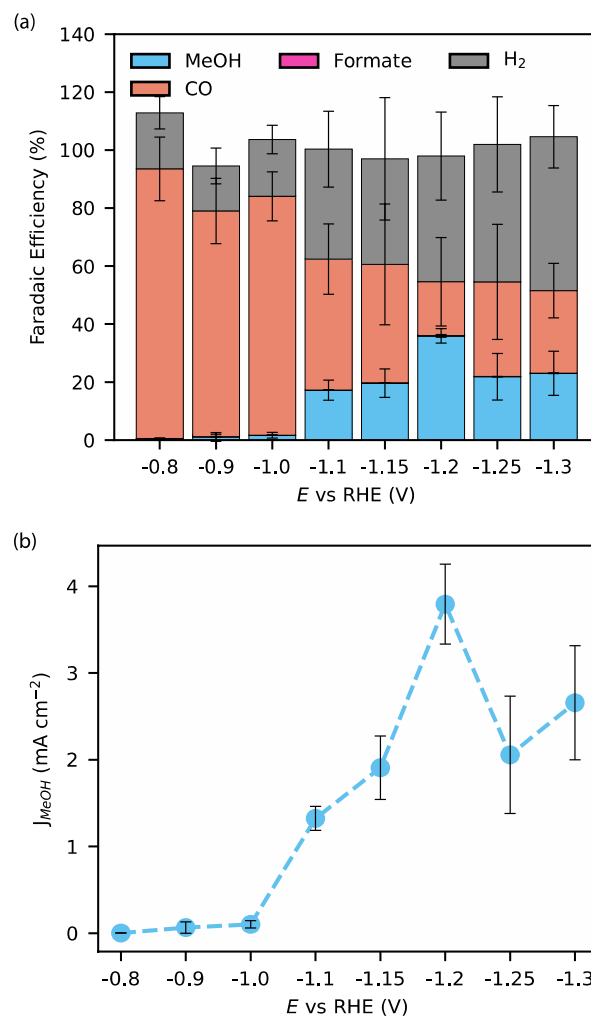 (a)
140
120
100
80
60
40
20
0
Faradaic Efficiency (%)
MeOH Formate H₂
CO
-0.8 -0.9 -1.0 -1.1 -1.15 -1.2 -1.25 -1.3
E vs RHE (V)
(b)
4
3
2
1
0
J_MeOH (mA cm⁻²)
-0.8 -0.9 -1.0 -1.1 -1.15 -1.2 -1.25 -1.3
E vs RHE (V)